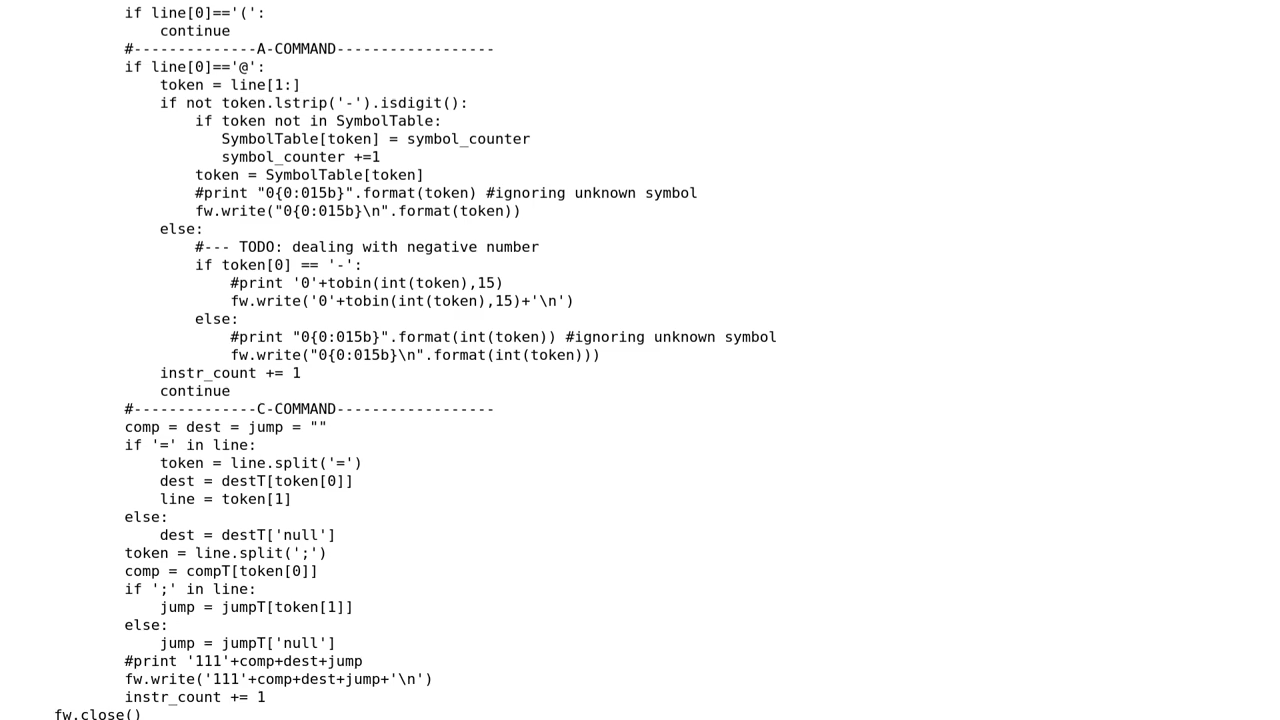 if line[0]=='(':
            continue
        #--------------A-COMMAND------------------
        if line[0]=='@':
            token = line[1:]
            if not token.lstrip('-').isdigit():
                if token not in SymbolTable:
                   SymbolTable[token] = symbol_counter
                   symbol_counter +=1
                token = SymbolTable[token]
                #print "0{0:015b}".format(token) #ignoring unknown symbol
                fw.write("0{0:015b}\n".format(token))
            else:
                #--- TODO: dealing with negative number
                if token[0] == '-':
                    #print '0'+tobin(int(token),15)
                    fw.write('0'+tobin(int(token),15)+'\n')
                else:
                    #print "0{0:015b}".format(int(token)) #ignoring unknown symbol
                    fw.write("0{0:015b}\n".format(int(token)))
            instr_count += 1
            continue
        #--------------C-COMMAND------------------
        comp = dest = jump = ""
        if '=' in line:
            token = line.split('=')
            dest = destT[token[0]]
            line = token[1]
        else:
            dest = destT['null']
        token = line.split(';')
        comp = compT[token[0]]
        if ';' in line:
            jump = jumpT[token[1]]
        else:
            jump = jumpT['null']
        #print '111'+comp+dest+jump
        fw.write('111'+comp+dest+jump+'\n')
        instr_count += 1
fw.close()